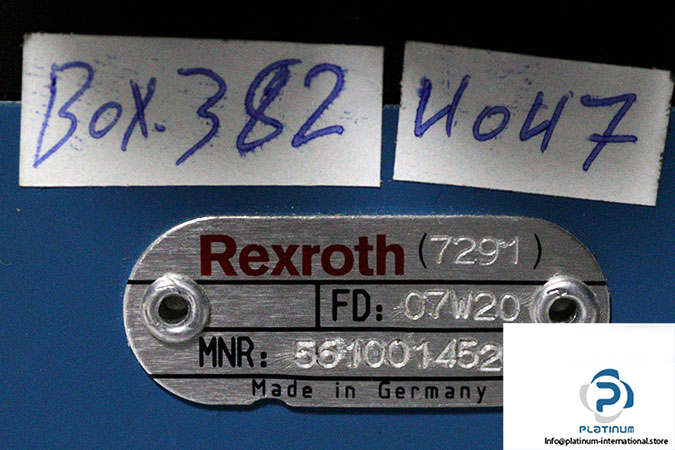 Box.382
4047
Rexroth (7291)
FD: 07W20
MNR: 561001452
Made in Germany
PLATINUM
Info@platinum-international.store